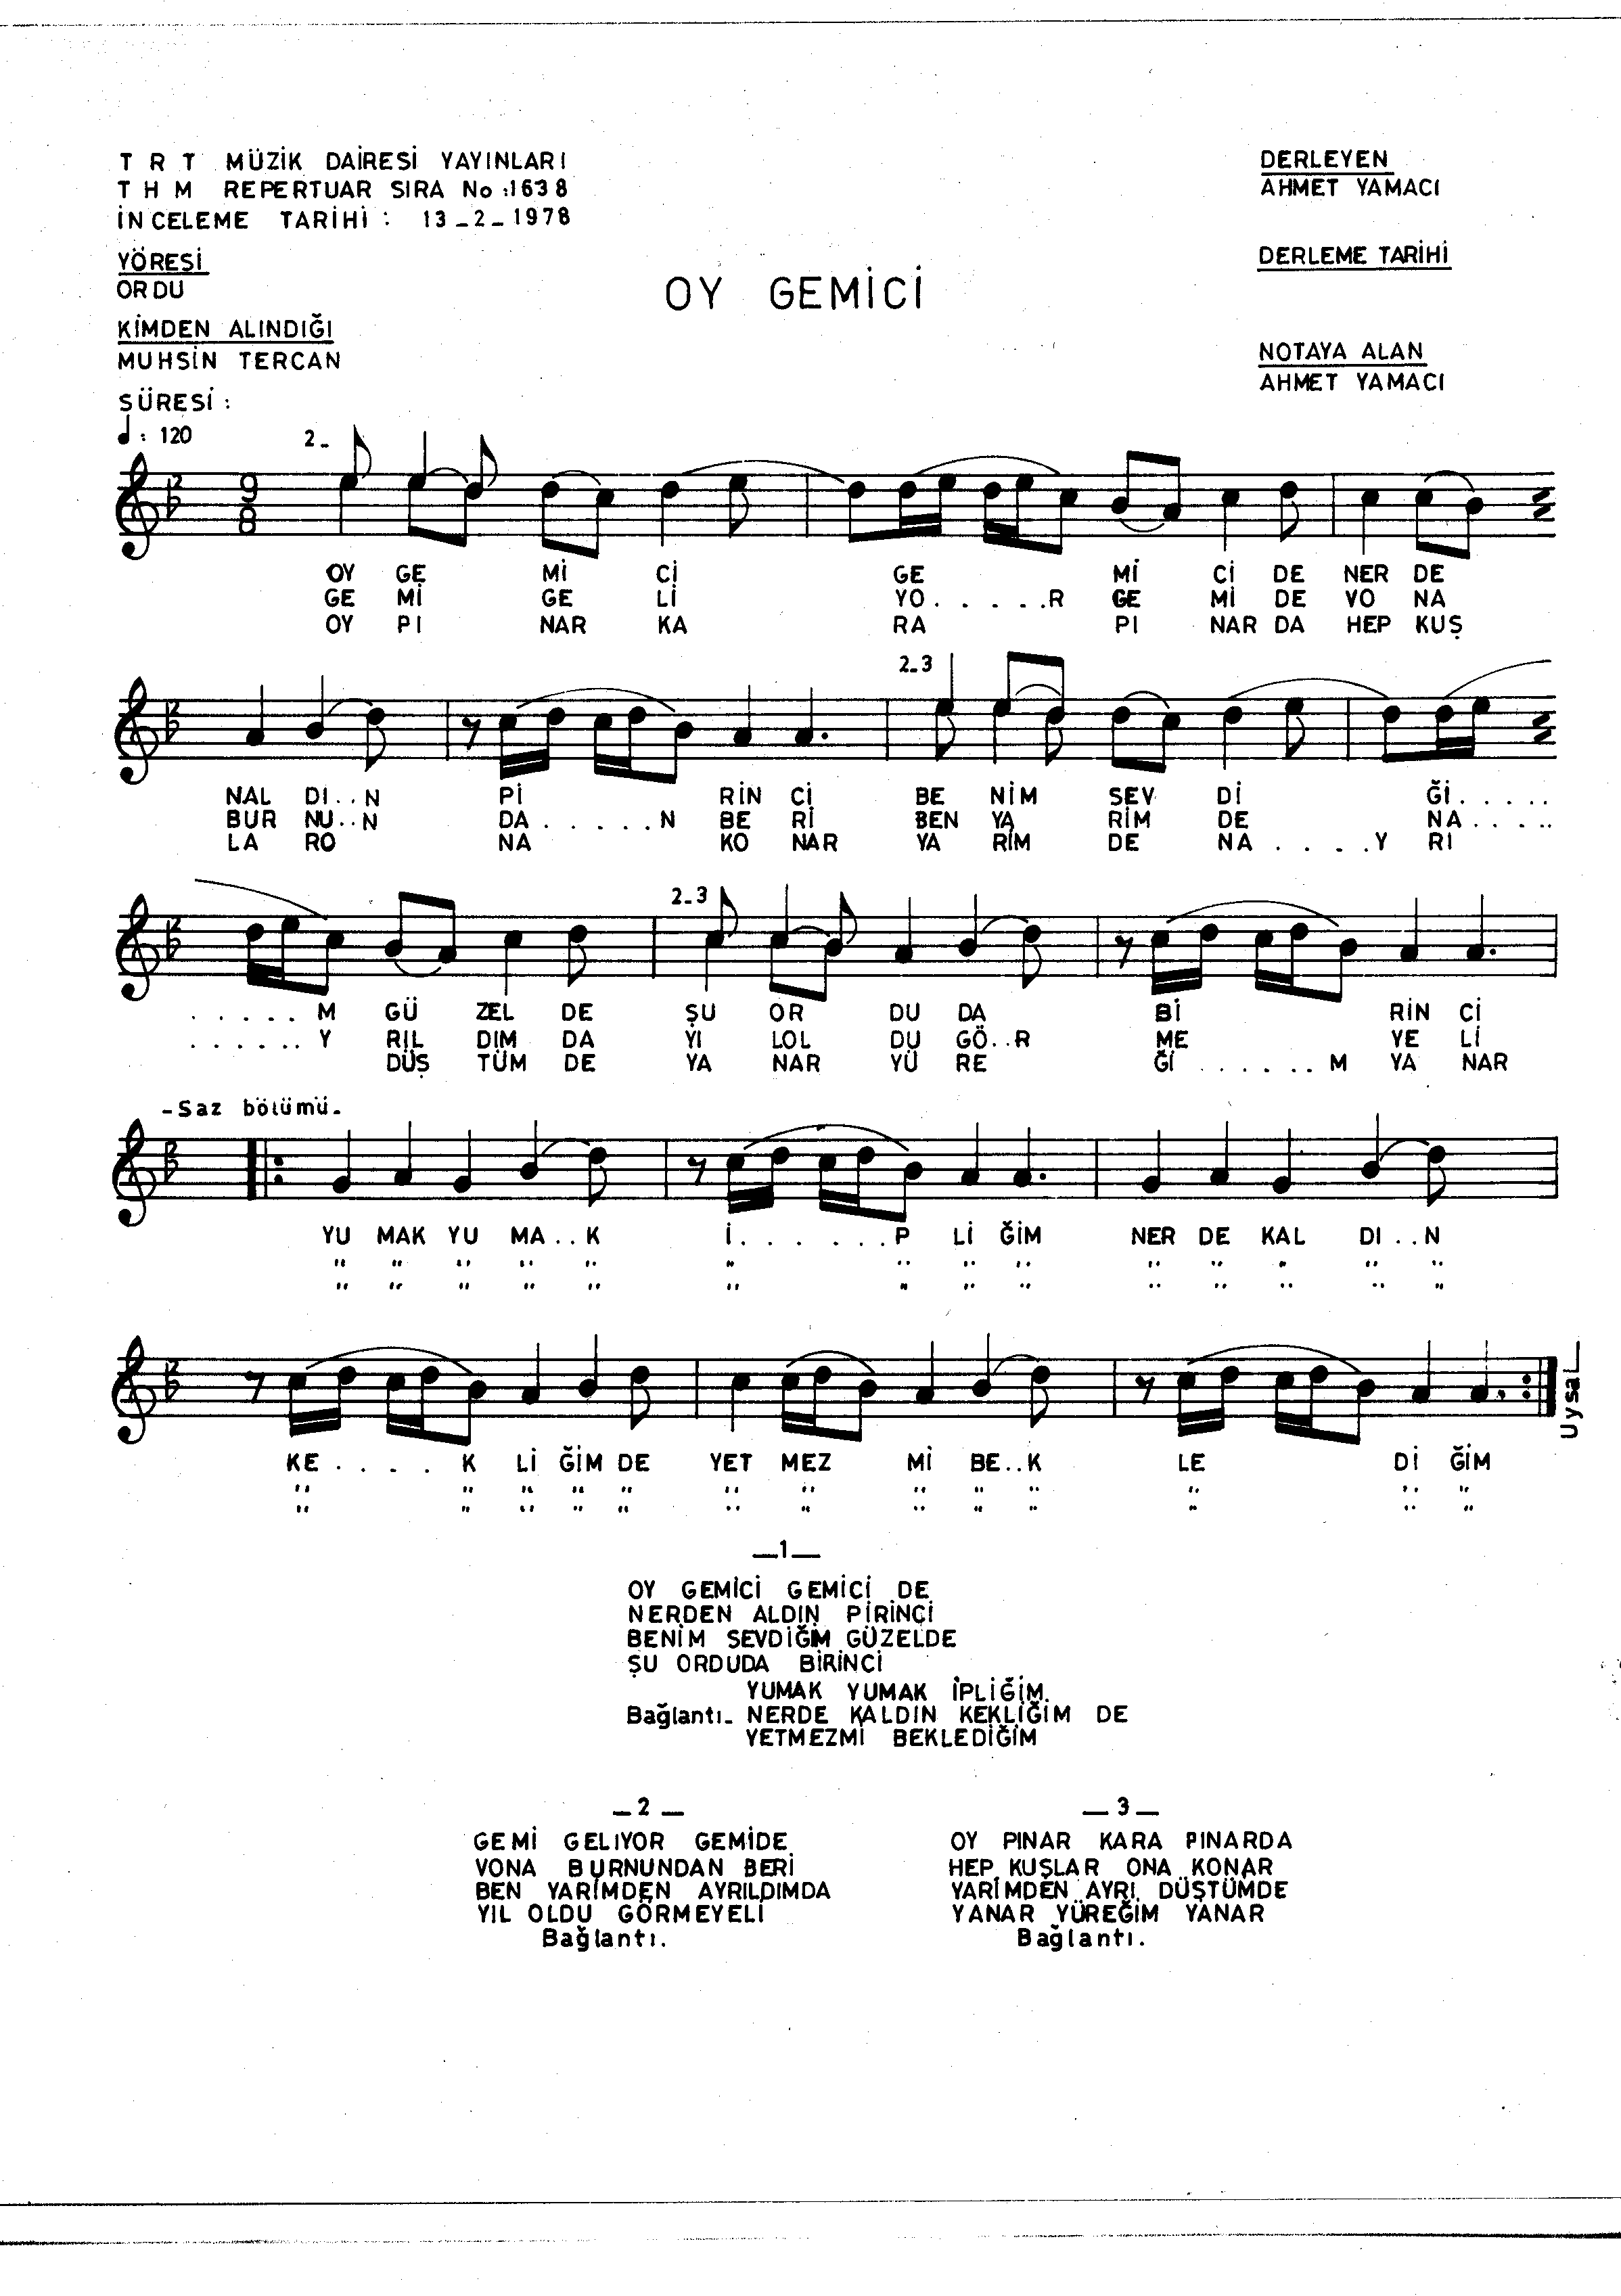 T R T MÜZİK DAİRESİ YAYINLARI
T H M REPERTUAR SIRA No :1638
İNCELEME TARİHİ : 13_2_1978
YÖRESİ
ORDU
KİMDEN ALINDIĞI
MUHSİN TERCAN
SÜRESİ :
♩ : 120
DERLEYEN
AHMET YAMACI
DERLEME TARİHİ
NOTAYA ALAN
AHMET YAMACI
OY GEMİCİ
2_
9
8
OY GE Mİ Cİ GE Mİ Cİ DE NER DE
GE Mİ GE Lİ YO.....R GE Mİ DE VO NA
OY PI NAR KA RA PI NAR DA HEP KUŞ
2_3
NAL DI..N Pİ RİN Cİ BE NİM SEV Dİ Ğİ.....
BUR NU..N DA.....N BE Rİ BEN YA RİM DE NA.....
LA RO NA KO NAR YA RİM DE NA....Y RI
2_3
.....M GÜ ZEL DE ŞU OR DU DA Bİ RİN Cİ
......Y RIL DIM DA YI LOL DU GÖ..R ME YE Lİ
DÜŞ TÜM DE YA NAR YÜ RE Ğİ......M YA NAR
-Saz bölümü-
YU MAK YU MA..K İ......P Lİ ĞİM NER DE KAL DI..N
" " " " " " " " " " " " " "
" " " " " " " " " " " " " "
KE....K Lİ ĞİM DE YET MEZ Mİ BE..K LE Dİ ĞİM
" " " " " " " " " " " " "
" " " " " " " " " " " " "
Uysal
_1_
OY GEMİCİ GEMİCİ DE
NERDEN ALDIN PİRİNÇİ
BENİM SEVDİĞİM GÜZELDE
ŞU ORDUDA BİRİNCİ
YUMAK YUMAK İPLİĞİM.
Bağlantı_ NERDE KALDIN KEKLİĞİM DE
YETMEZMİ BEKLEDİĞİM
_2_
GEMİ GELIYOR GEMİDE
VONA BURNUNDAN BERİ
BEN YARİMDEN AYRILDIMDA
YIL OLDU GÖRMEYELİ
Bağlantı.
_3_
OY PINAR KARA PINARDA
HEP KUŞLAR ONA KONAR
YARİMDEN AYRI DÜŞTÜMDE
YANAR YÜREĞİM YANAR
Bağlantı.